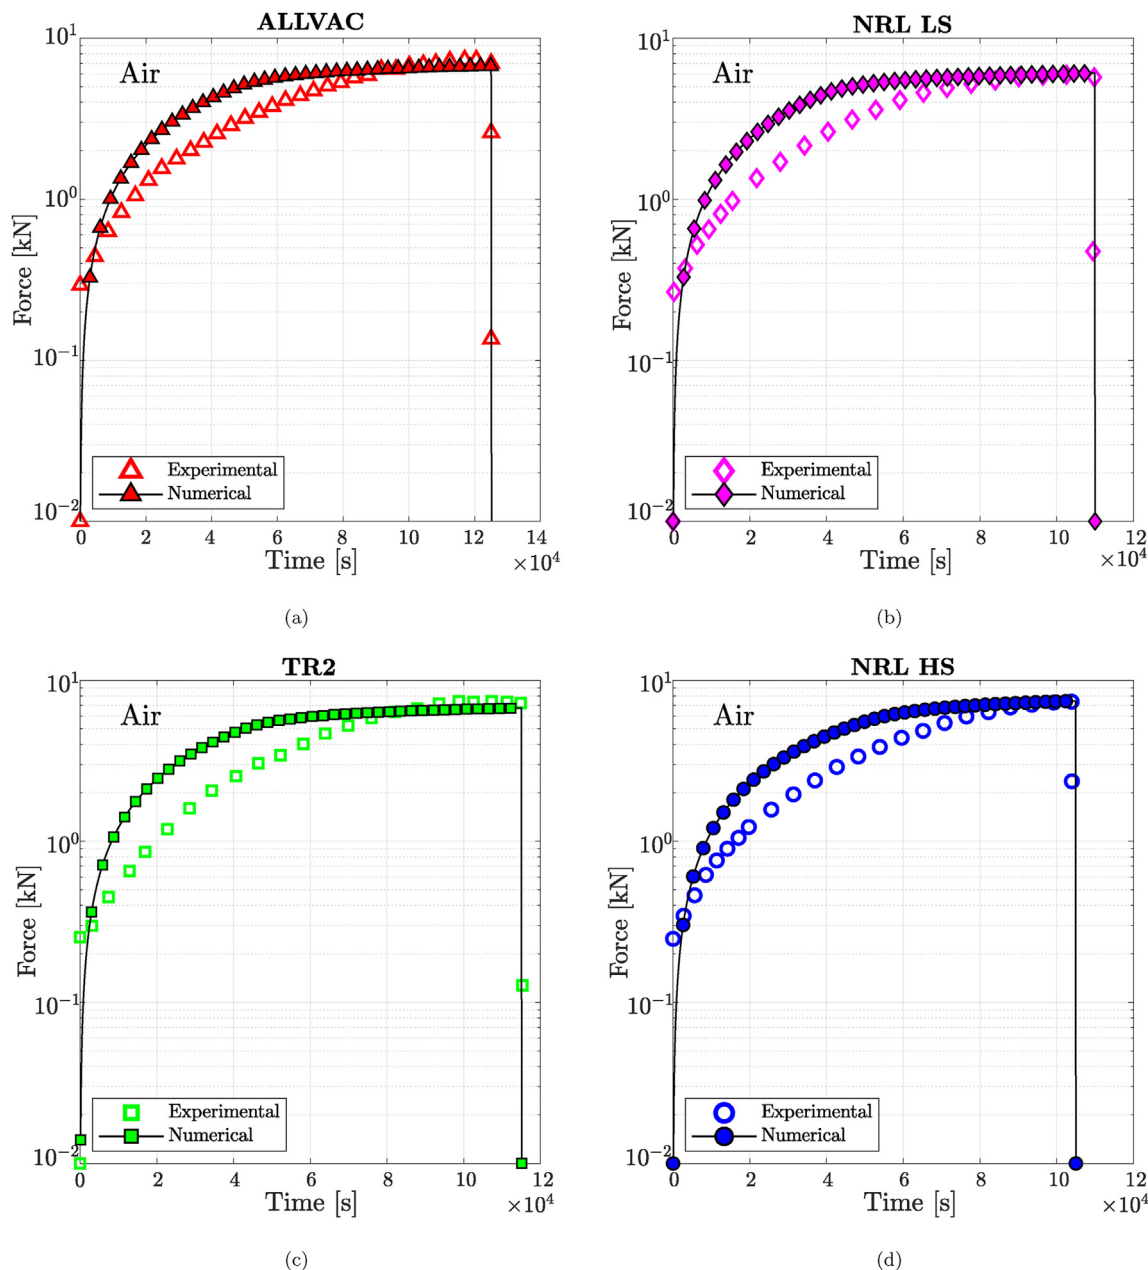 ALLVAC
Air
Force [kN]
10^1
10^0
10^{-1}
10^{-2}
Experimental
Numerical
0 2 4 6 8 10 12 14
Time [s]
×10^4
(a)
NRL LS
Air
Force [kN]
10^1
10^0
10^{-1}
10^{-2}
Experimental
Numerical
0 2 4 6 8 10 12
Time [s]
×10^4
(b)
TR2
Air
Force [kN]
10^1
10^0
10^{-1}
10^{-2}
Experimental
Numerical
0 2 4 6 8 10 12
Time [s]
×10^4
(c)
NRL HS
Air
Force [kN]
10^1
10^0
10^{-1}
10^{-2}
Experimental
Numerical
0 2 4 6 8 10 12
Time [s]
×10^4
(d)